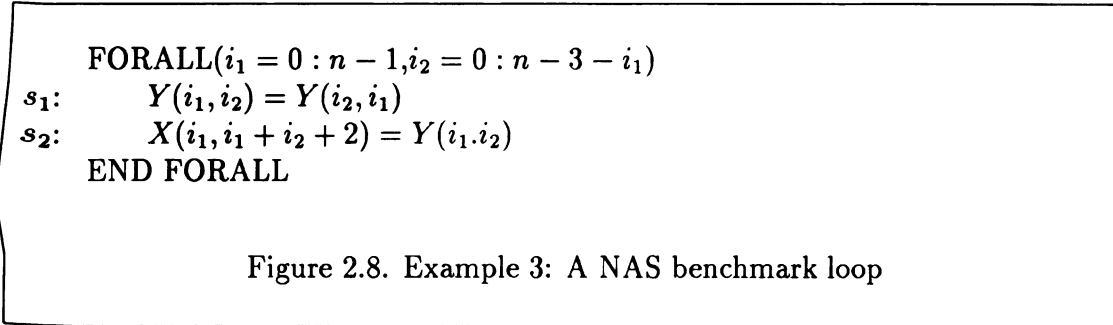 FORALL(i₁ = 0 : n − 1,i₂ = 0 : n − 3 − i₁)
s₁: Y(i₁, i₂) = Y(i₂, i₁)
s₂: X(i₁, i₁ + i₂ + 2) = Y(i₁.i₂)
END FORALL
Figure 2.8. Example 3: A NAS benchmark loop